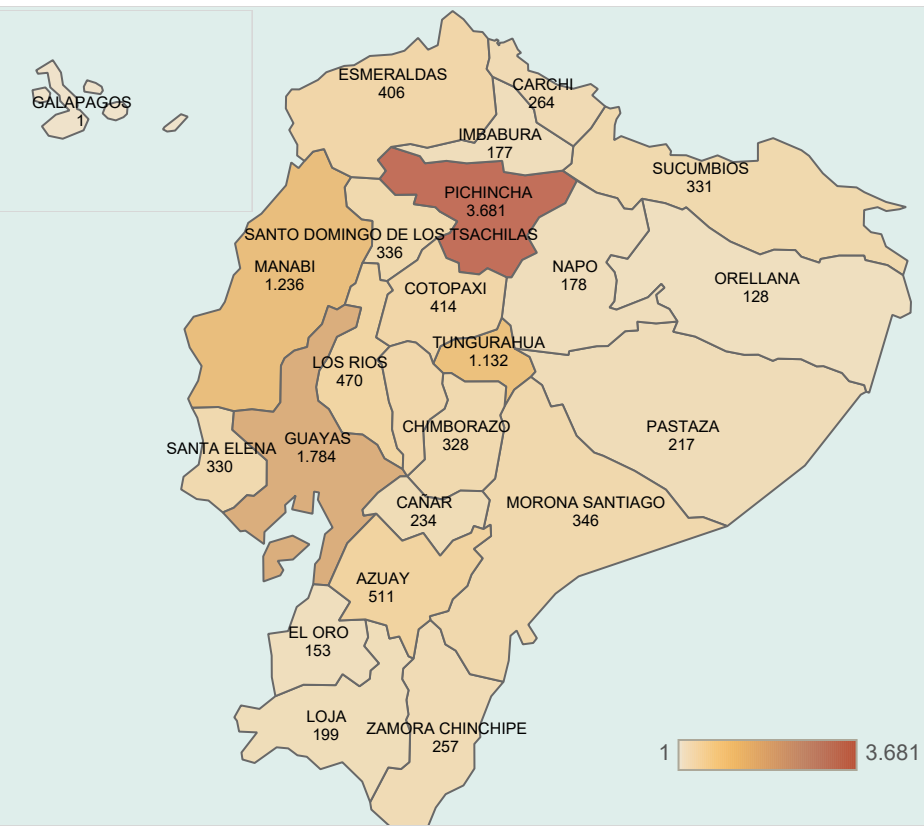 ESMERALDAS
406
CARCHI
264
GALAPAGOS
1
IMBABURA
177
SUCUMBIOS
331
PICHINCHA
3.681
SANTO DOMINGO DE LOS TSACHILAS
336
MANABI
1.236
NAPO
178
ORELLANA
128
COTOPAXI
414
TUNGURAHUA
1.132
LOS RIOS
470
CHIMBORAZO
328
PASTAZA
217
GUAYAS
1.784
SANTA ELENA
330
CAÑAR
234
MORONA SANTIAGO
346
AZUAY
511
EL ORO
153
LOJA
199
ZAMORA CHINCHIPE
257
1 3.681